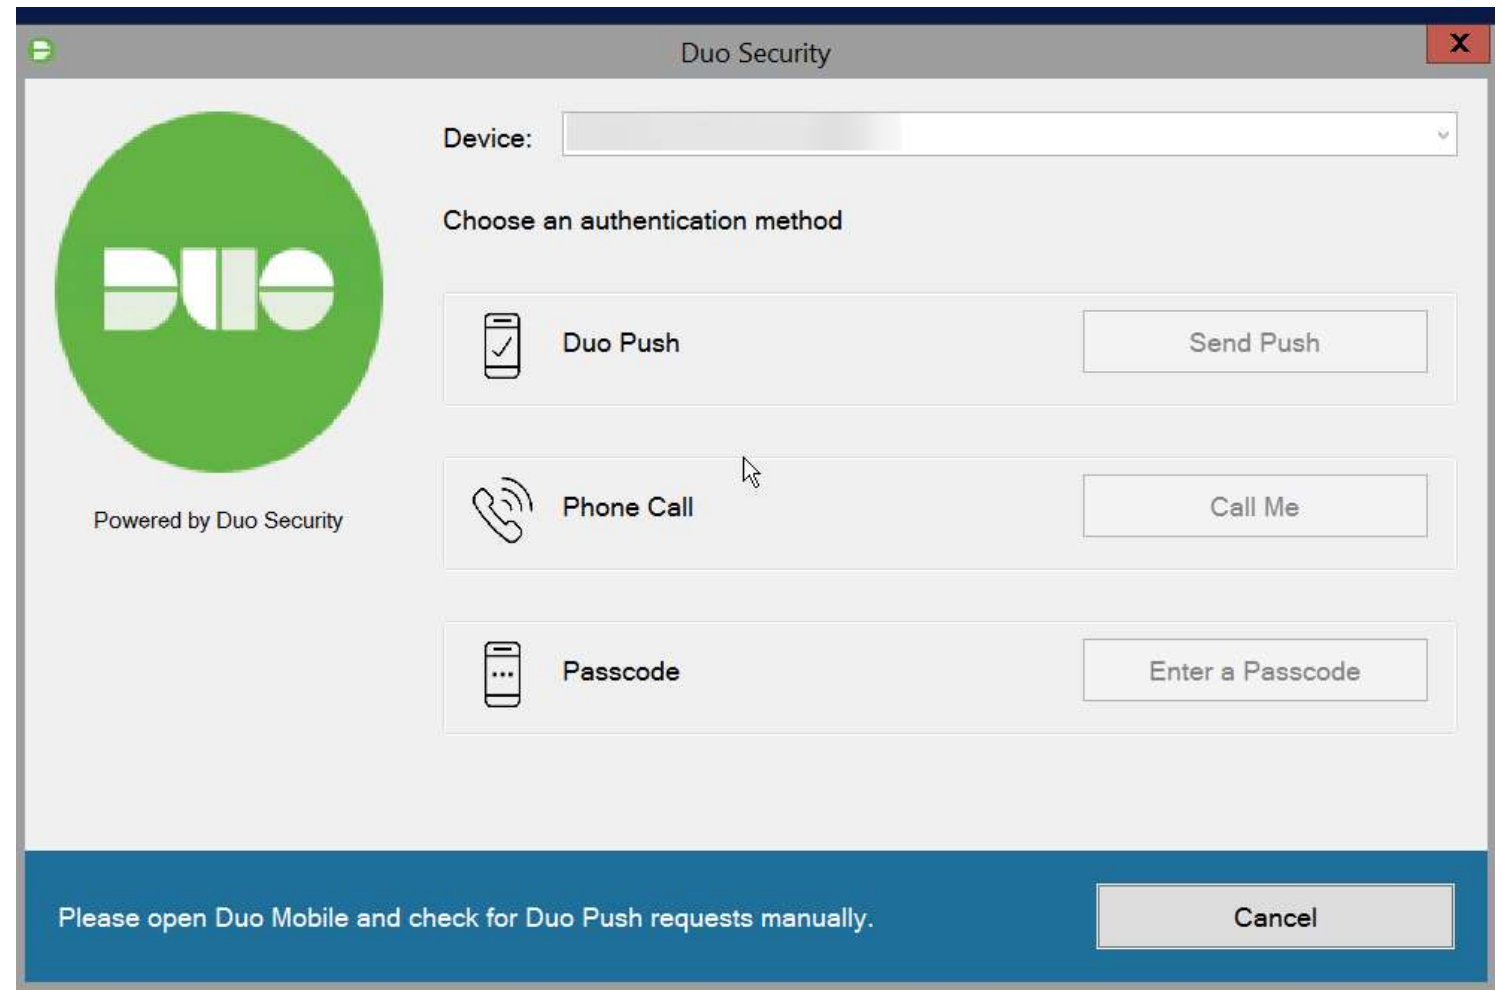 Duo Security
X
Device:
Choose an authentication method
DUO
Duo Push
Send Push
Phone Call
Call Me
Powered by Duo Security
Passcode
Enter a Passcode
Please open Duo Mobile and check for Duo Push requests manually.
Cancel